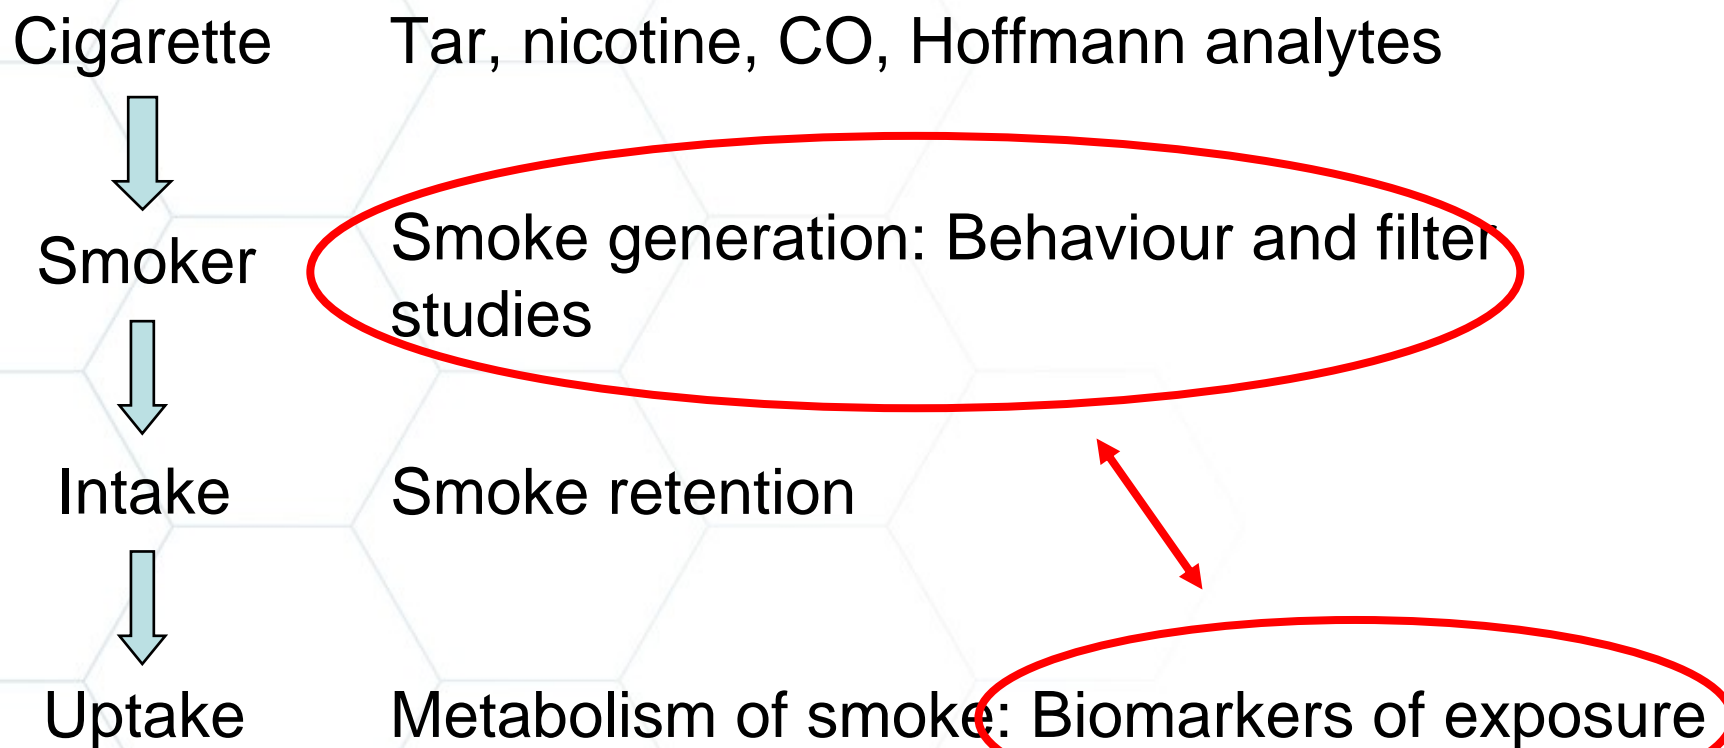 Cigarette Tar, nicotine, CO, Hoffmann analytes
Smoker Smoke generation: Behaviour and filter
studies
Intake Smoke retention
Uptake Metabolism of smoke: Biomarkers of exposure